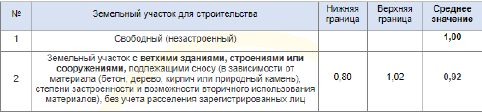 № Земельный участок для строительства Нижняя граница Верхняя граница Среднее значение
1 Свободный (незастроенный) 1,00
2 Земельный участок с ветхими зданиями, строениями или
сооружениями, подлежащими сносу (в зависимости от
материала (бетон, дерево, кирпич или природный камень),
степени застроенности и возможности вторичного использования
материалов), без учета расселения зарегистрированных лиц
0,80 1,02 0,92